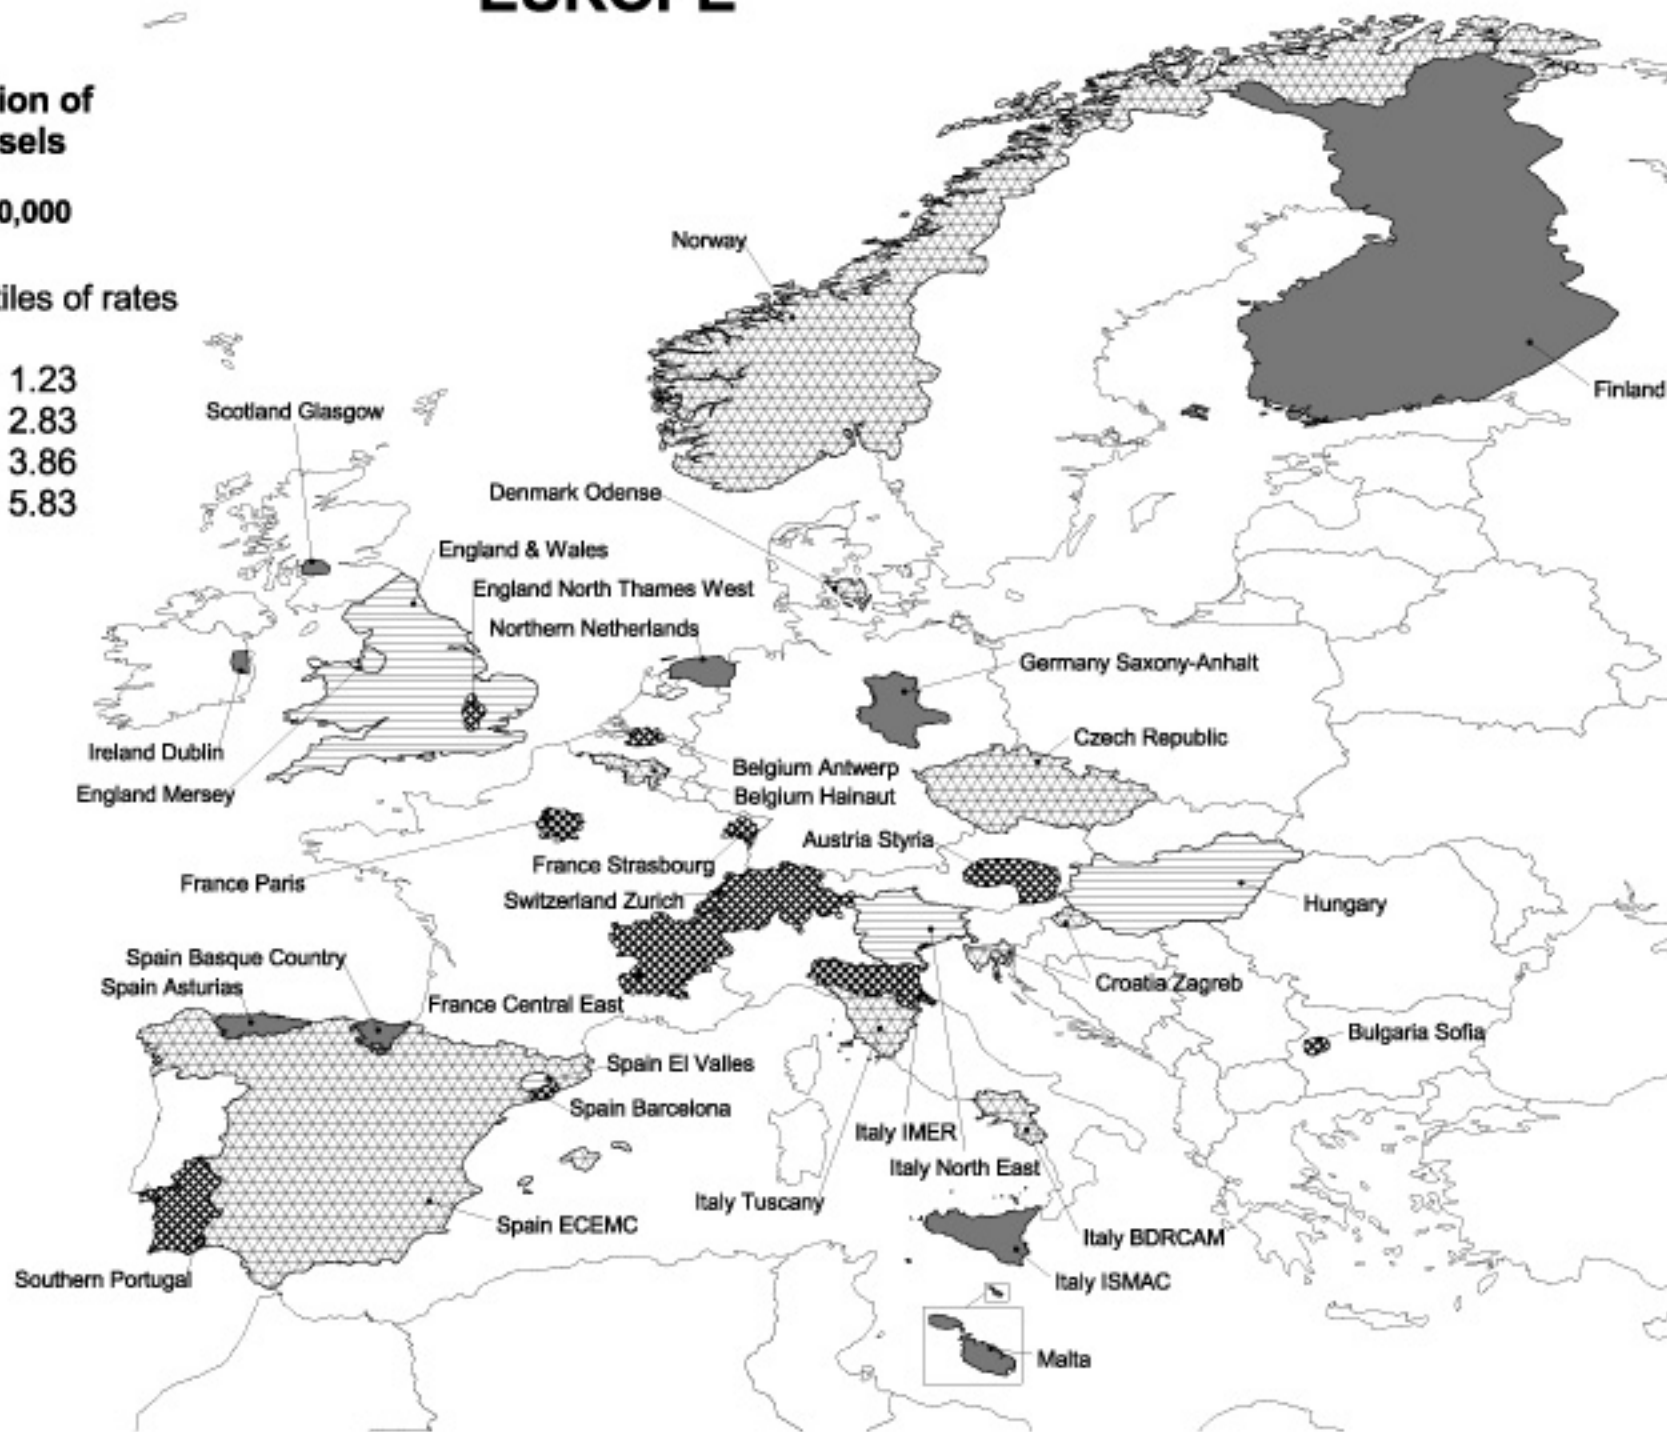 EUROPE
ion of
sels
0,000
tiles of rates
1.23
2.83
3.86
5.83
Norway
Finland
Scotland Glasgow
Denmark Odense
England & Wales
England North Thames West
Northern Netherlands
Germany Saxony-Anhalt
Ireland Dublin
Czech Republic
England Mersey
Belgium Antwerp
Belgium Hainaut
Austria Styria
France Strasbourg
France Paris
Switzerland Zurich
Hungary
Spain Basque Country
Spain Asturias
France Central East
Croatia Zagreb
Bulgaria Sofia
Spain El Valles
Spain Barcelona
Italy IMER
Italy North East
Italy Tuscany
Spain ECEMC
Italy BDRCAM
Southern Portugal
Italy ISMAC
Malta